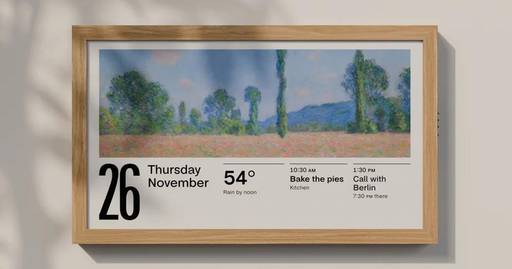 26
Thursday
November
54°
Rain by noon
10:30 AM
Bake the pies
Kitchen
1:30 PM
Call with
Berlin
7:30 PM there